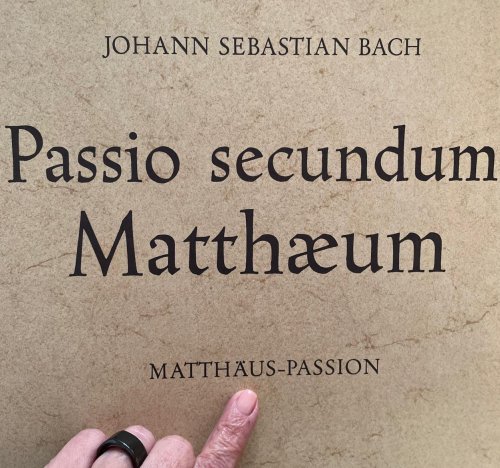 JOHANN SEBASTIAN BACH
Passio secundum
Matthæum
MATTHÄUS-PASSION